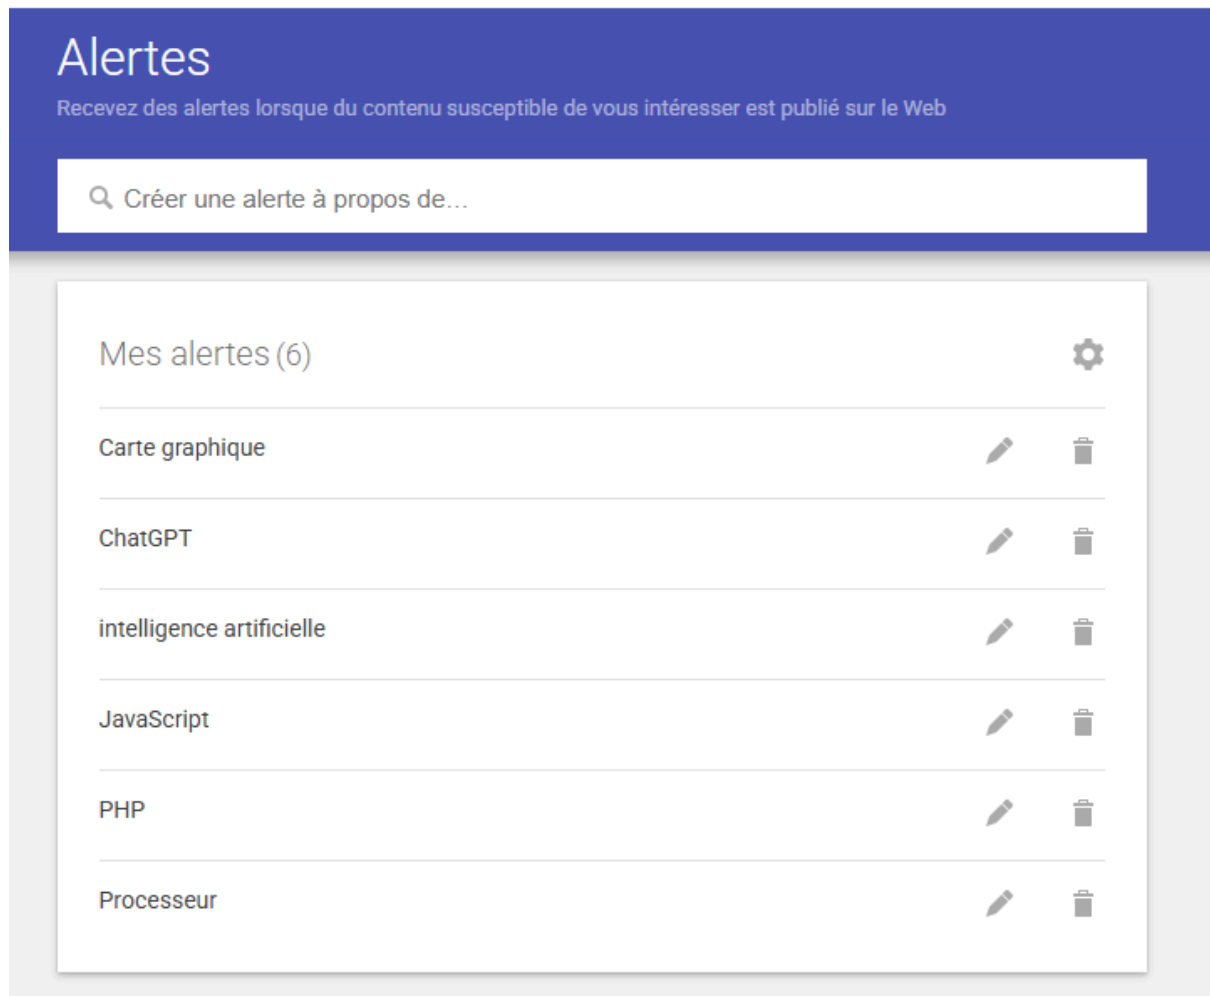 Alertes
Recevez des alertes lorsque du contenu susceptible de vous intéresser est publié sur le Web
Créer une alerte à propos de...
Mes alertes (6)
Carte graphique
ChatGPT
intelligence artificielle
JavaScript
PHP
Processeur